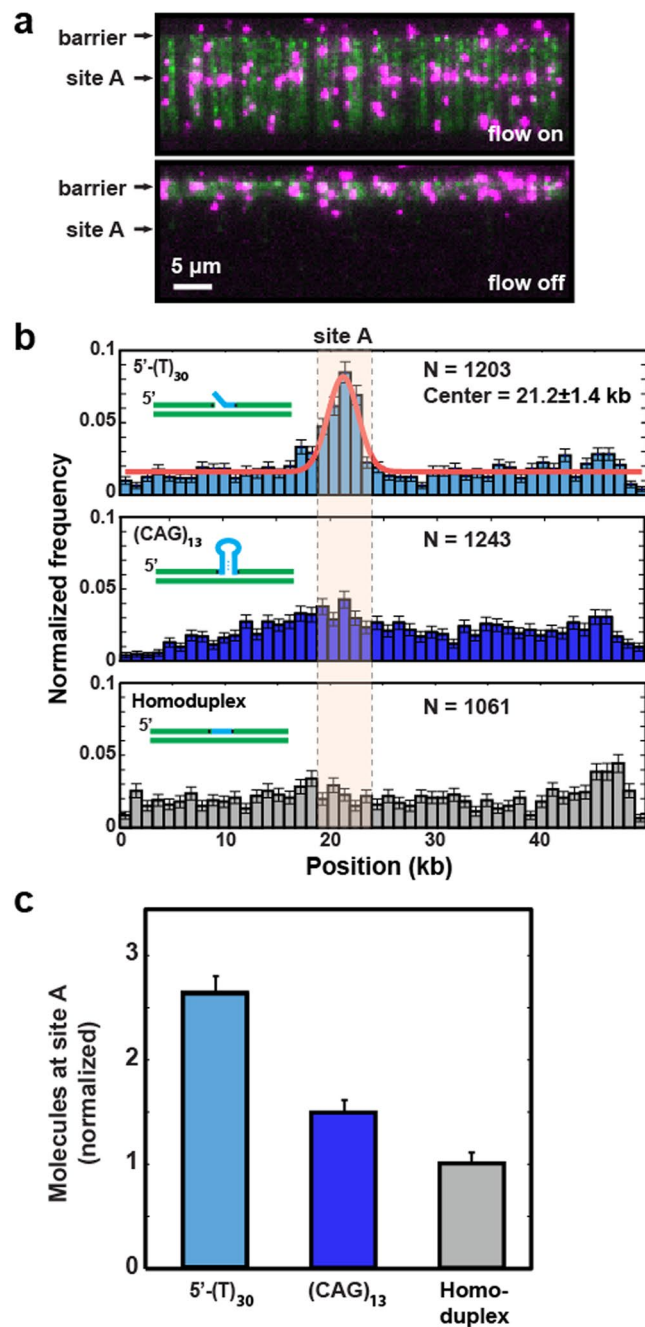 a
barrier
site A
flow on
barrier
site A
5 μm
flow off
b
site A
0.1
5'-(T)30
N = 1203
Center = 21.2±1.4 kb
5'
0.05
0
0.1
(CAG)13
N = 1243
5'
0.05
0
0.1
Homoduplex
N = 1061
5'
0.05
0
Normalized frequency
0 10 20 30 40
Position (kb)
c
3
2
1
0
Molecules at site A
(normalized)
5'-(T)30 (CAG)13 Homo-
duplex